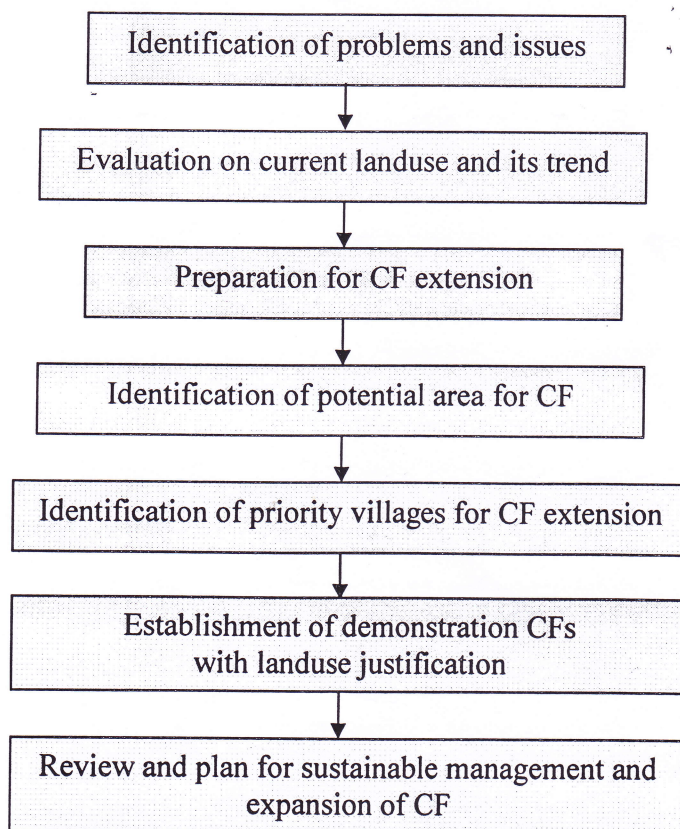 Identification of problems and issues
Evaluation on current landuse and its trend
Preparation for CF extension
Identification of potential area for CF
Identification of priority villages for CF extension
Establishment of demonstration CFs
with landuse justification
Review and plan for sustainable management and
expansion of CF